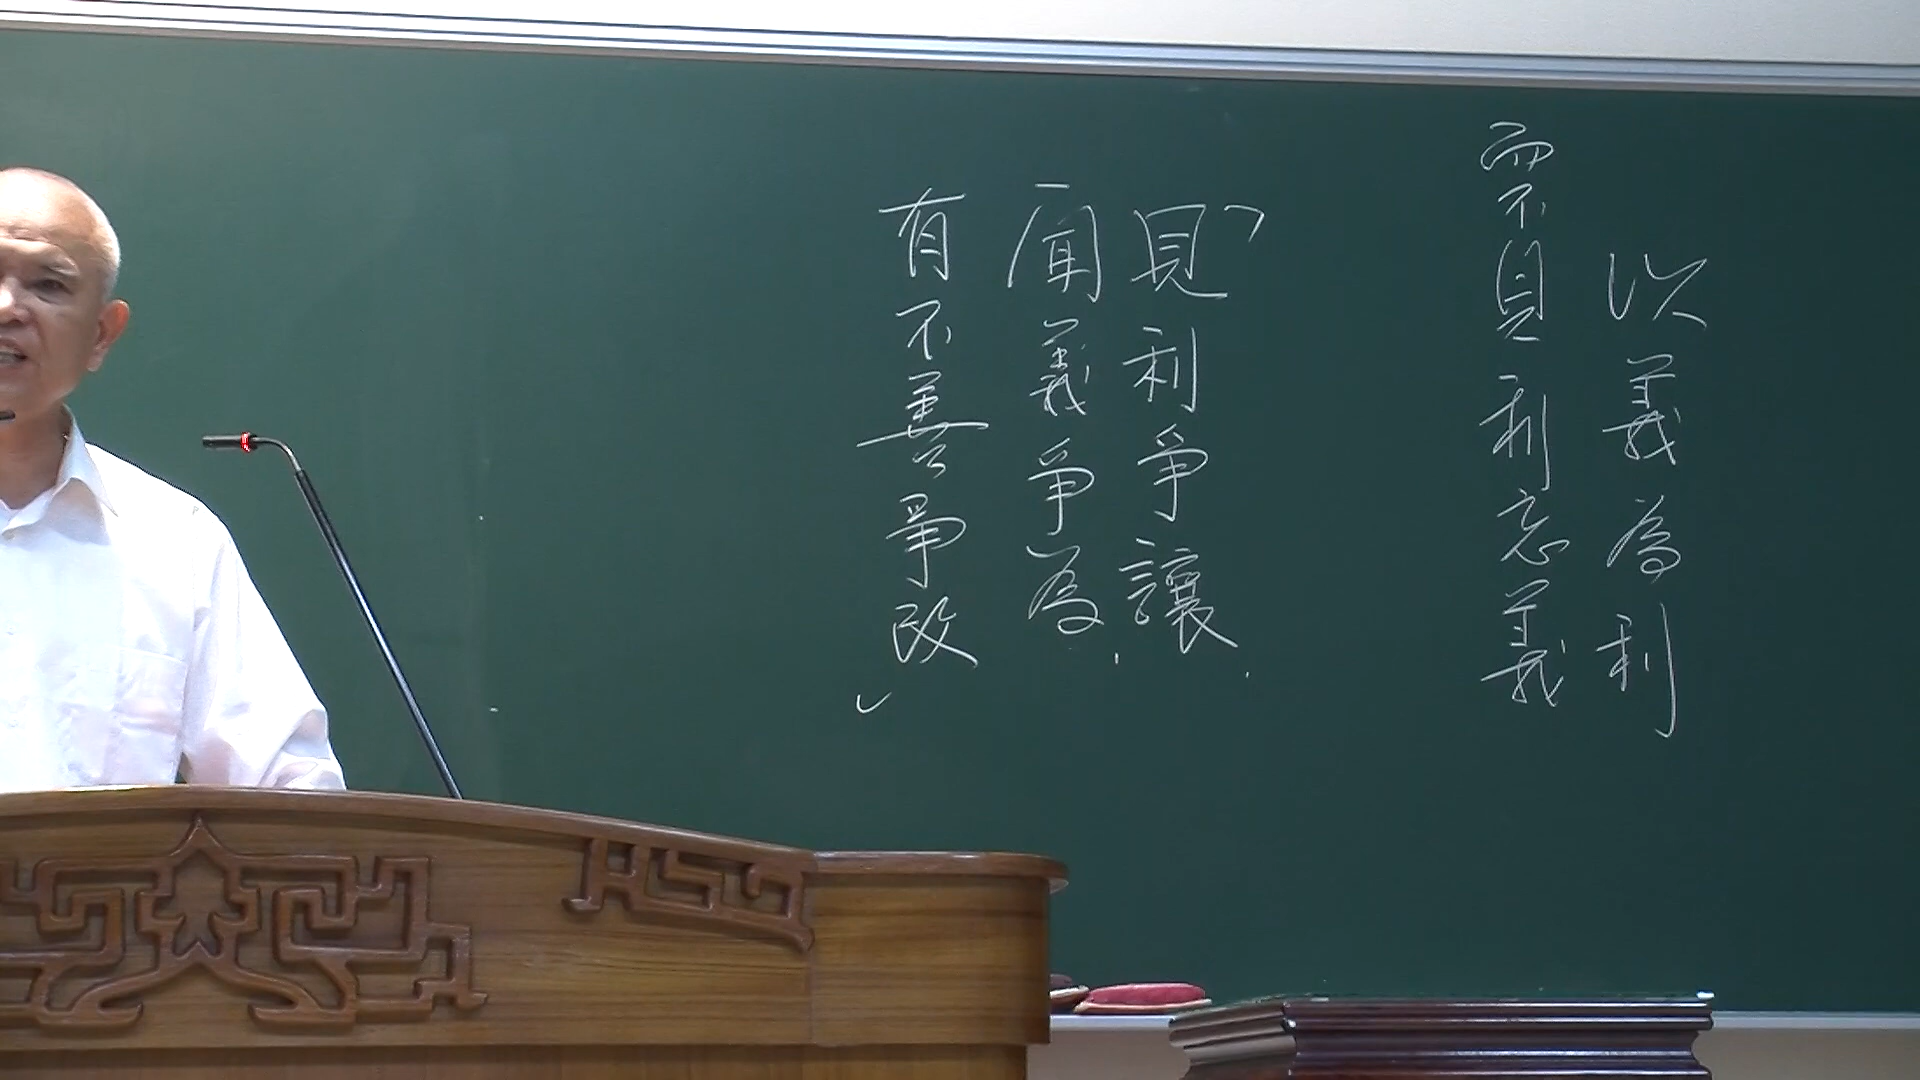 以義為利
而不見利忘義
「見利爭讓.
聞義爭為.
有不善爭改」